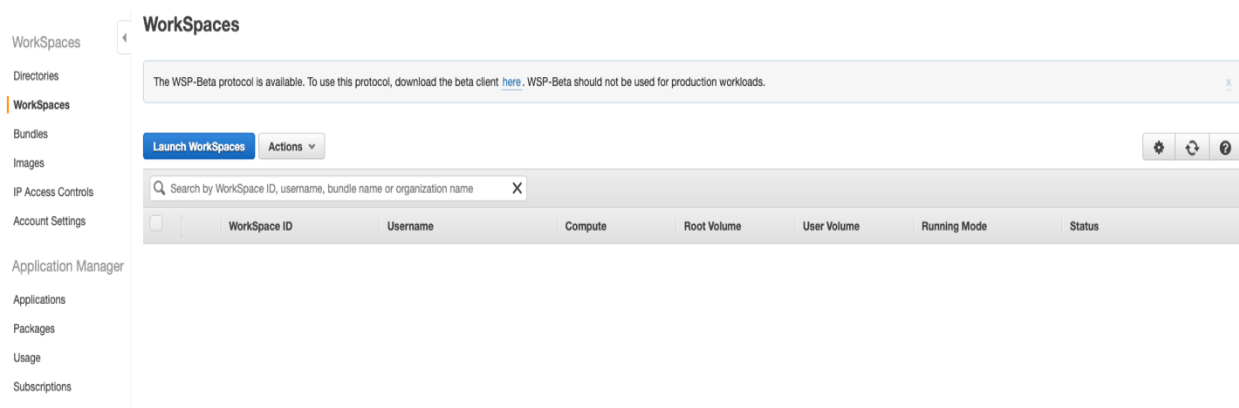 WorkSpaces
Directories
WorkSpaces
Bundles
Images
IP Access Controls
Account Settings
Application Manager
Applications
Packages
Usage
Subscriptions
WorkSpaces
The WSP-Beta protocol is available. To use this protocol, download the beta client here. WSP-Beta should not be used for production workloads. x
Launch WorkSpaces Actions
Search by WorkSpace ID, username, bundle name or organization name
WorkSpace ID Username Compute Root Volume User Volume Running Mode Status